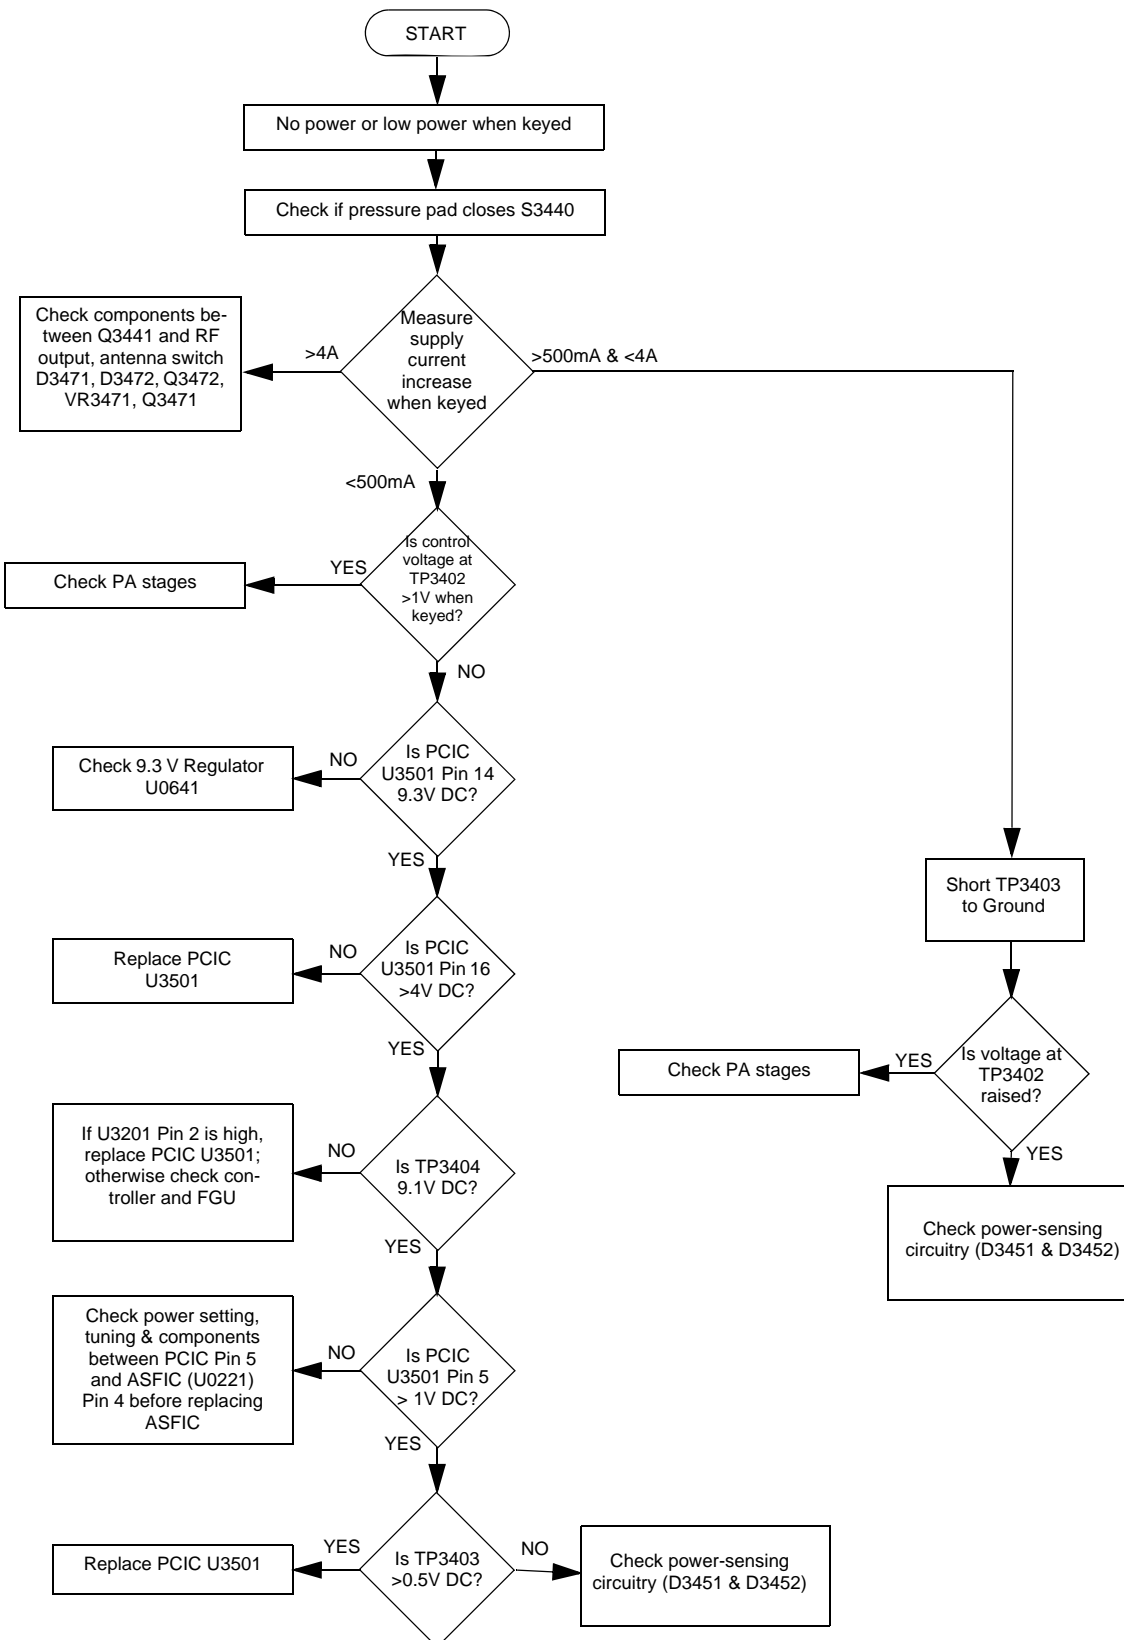 START
No power or low power when keyed
Check if pressure pad closes S3440
Measure
supply
current
increase
when keyed
>4A
Check components be-
tween Q3441 and RF
output, antenna switch
D3471, D3472, Q3472,
VR3471, Q3471
>500mA & <4A
<500mA
Is control
voltage at
TP3402
>1V when
keyed?
YES
Check PA stages
NO
Is PCIC
U3501 Pin 14
9.3V DC?
NO
Check 9.3 V Regulator
U0641
YES
Is PCIC
U3501 Pin 16
>4V DC?
NO
Replace PCIC
U3501
YES
Is TP3404
9.1V DC?
NO
If U3201 Pin 2 is high,
replace PCIC U3501;
otherwise check con-
troller and FGU
YES
Is PCIC
U3501 Pin 5
> 1V DC?
NO
Check power setting,
tuning & components
between PCIC Pin 5
and ASFIC (U0221)
Pin 4 before replacing
ASFIC
YES
Is TP3403
>0.5V DC?
YES
Replace PCIC U3501
NO
Check power-sensing
circuitry (D3451 & D3452)
Short TP3403
to Ground
Is voltage at
TP3402
raised?
YES
Check PA stages
YES
Check power-sensing
circuitry (D3451 & D3452)